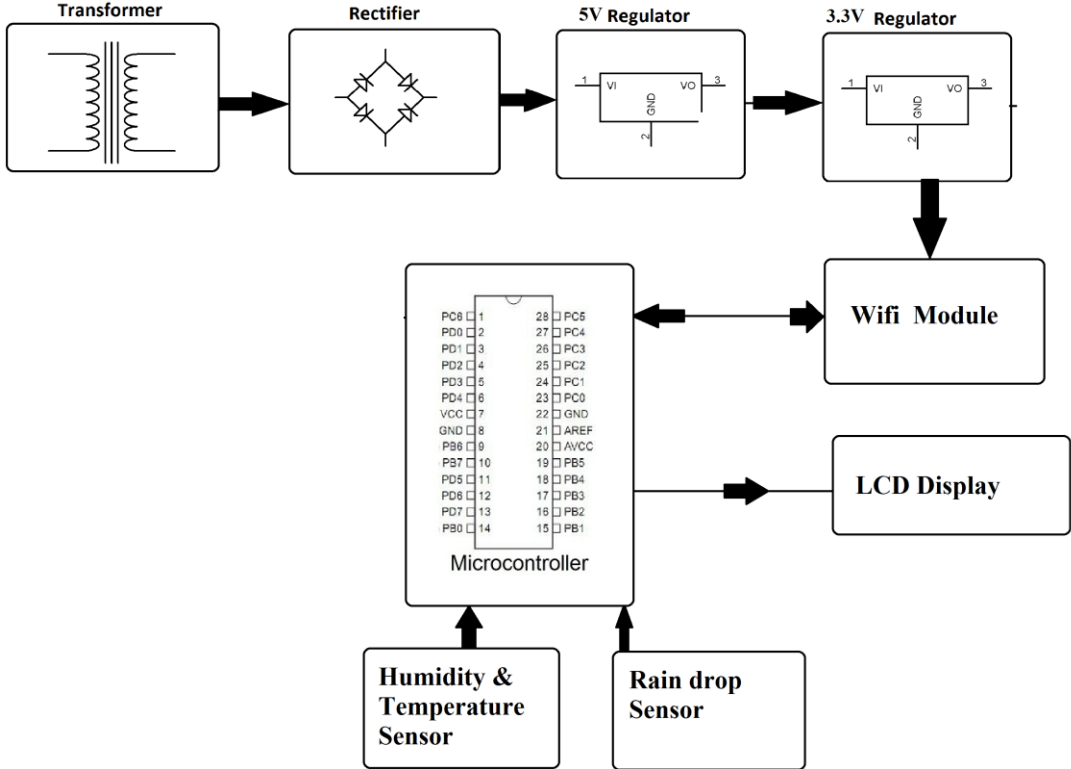 Transformer
Rectifier
5V Regulator
3.3V Regulator
1 VI VO 3
GND
2
1 VI VO 3
GND
2
Wifi Module
PC6 1 28 PC5
PD0 2 27 PC4
PD1 3 26 PC3
PD2 4 25 PC2
PD3 5 24 PC1
PD4 6 23 PC0
VCC 7 22 GND
GND 8 21 AREF
PB6 9 20 AVCC
PB7 10 19 PB5
PD5 11 18 PB4
PD6 12 17 PB3
PD7 13 16 PB2
PB0 14 15 PB1
Microcontroller
LCD Display
Humidity &
Temperature
Sensor
Rain drop
Sensor